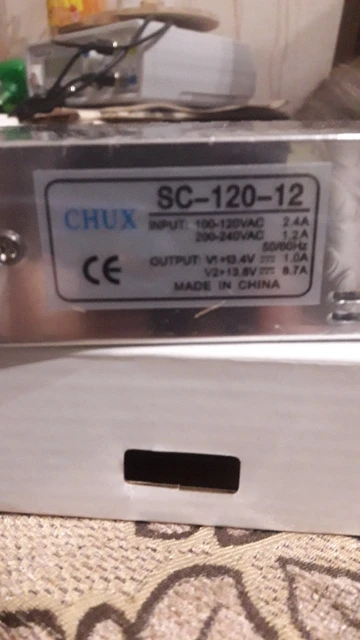 SC-120-12
CHUX
INPUT: 100-120VAC 2.4A
200-240VAC 1.2A
50/60Hz
OUTPUT: V1=13.4V ⎓ 1.0A
V2=13.8V ⎓ 8.7A
CE
MADE IN CHINA